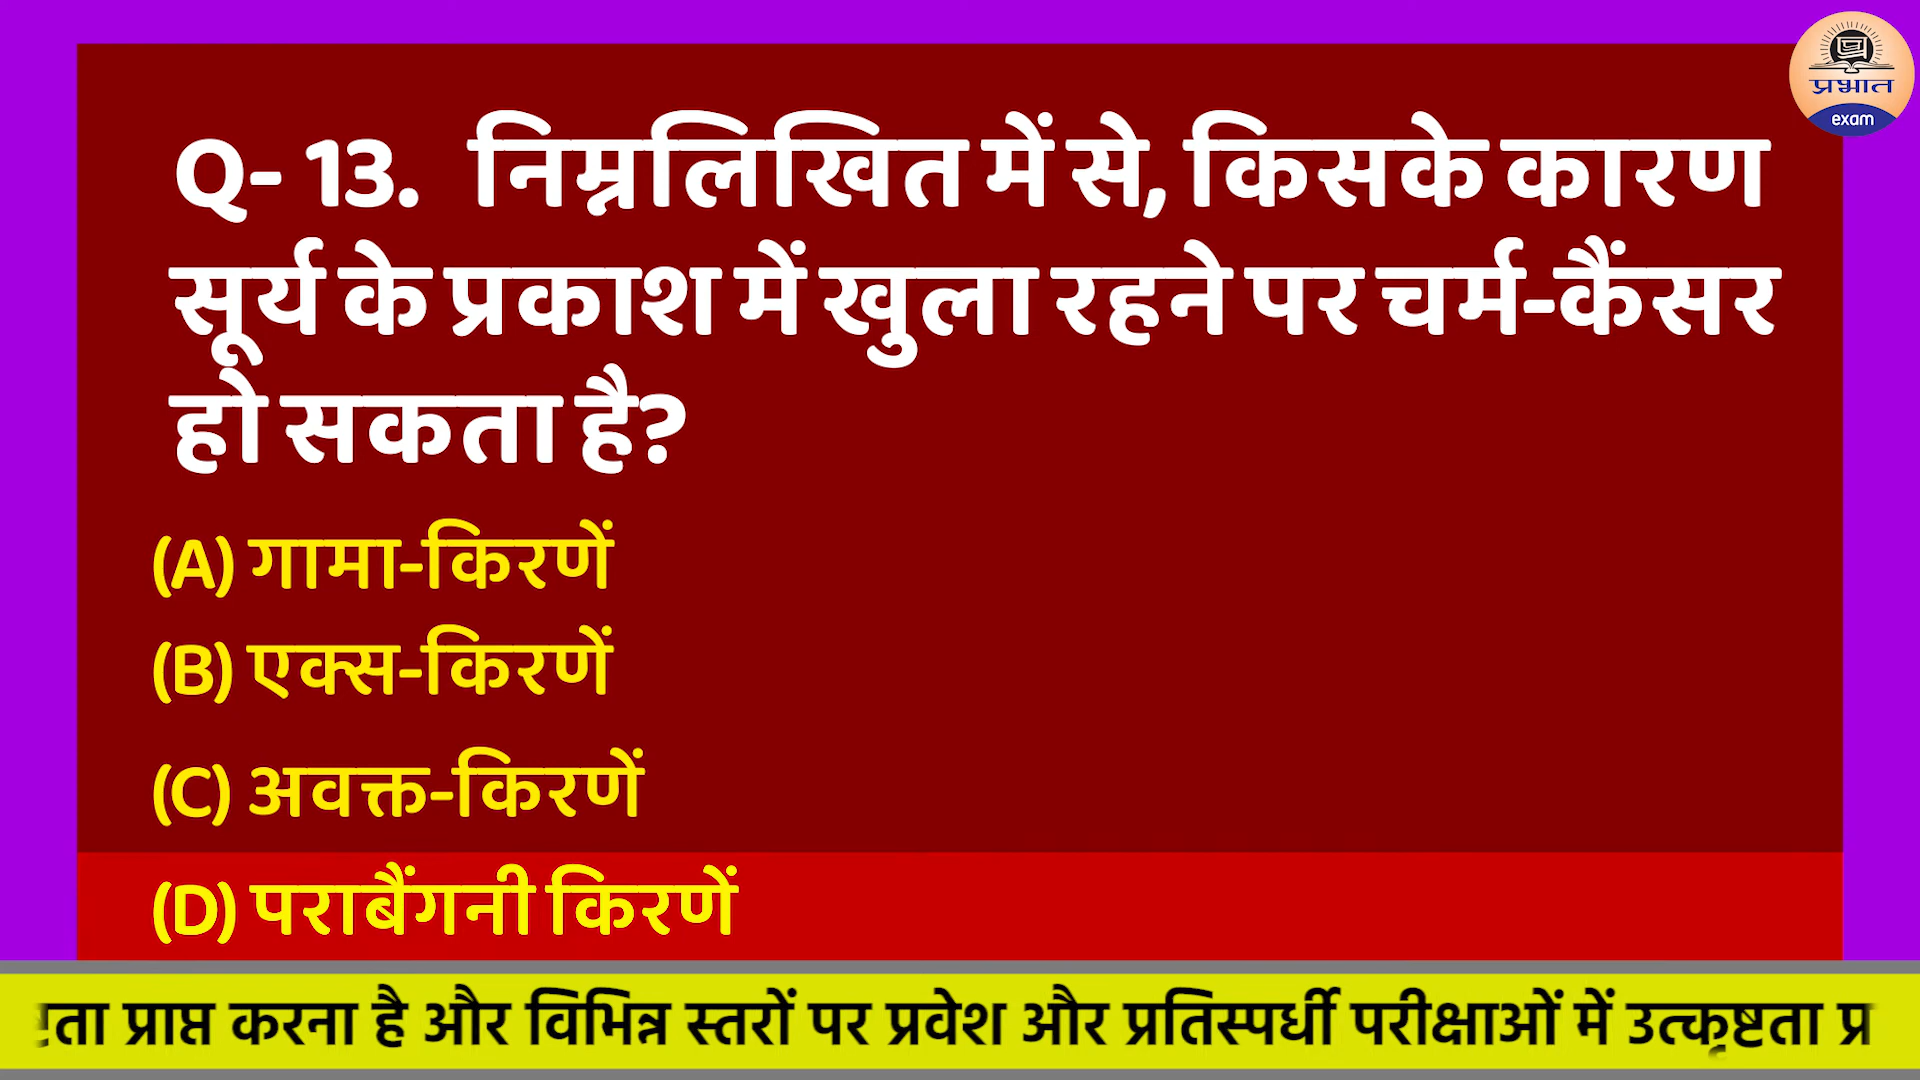 प्रभात
exam
Q- 13. निम्नलिखित में से, किसके कारण
सूर्य के प्रकाश में खुला रहने पर चर्म-कैंसर
हो सकता है?
(A) गामा-किरणें
(B) एक्स-किरणें
(C) अवक्त-किरणें
(D) पराबैंगनी किरणें
प्राप्त करना है और विभिन्न स्तरों पर प्रवेश और प्रतिस्पर्धी परीक्षाओं में उत्कृष्टता